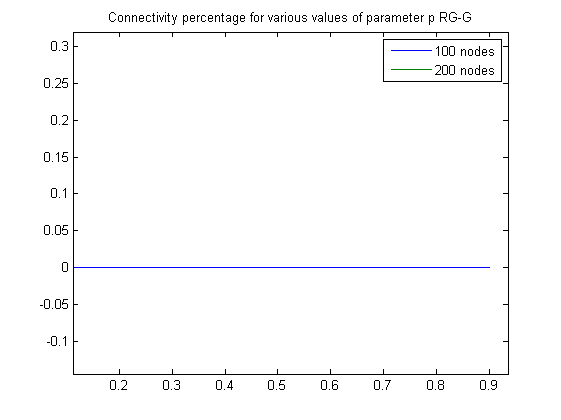 Connectivity percentage for various values of parameter p RG-G
100 nodes
200 nodes
0.3
0.25
0.2
0.15
0.1
0.05
0
-0.05
-0.1
0.2 0.3 0.4 0.5 0.6 0.7 0.8 0.9